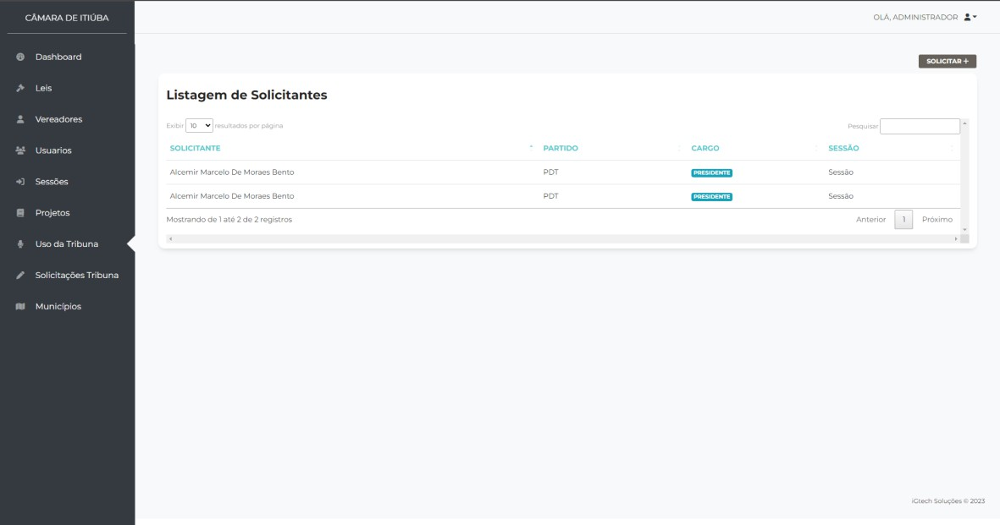 CÂMARA DE ITIÚBA
OLÁ, ADMINISTRADOR
Dashboard
Leis
Vereadores
Usuarios
Sessões
Projetos
Uso da Tribuna
Solicitações Tribuna
Municípios
SOLICITAR +
Listagem de Solicitantes
Exibir 10 resultados por página
Pesquisar
SOLICITANTE PARTIDO CARGO SESSÃO
Alcemir Marcelo De Moraes Bento PDT PRESIDENTE Sessão
Alcemir Marcelo De Moraes Bento PDT PRESIDENTE Sessão
Mostrando de 1 até 2 de 2 registros
Anterior 1 Próximo
iGtech Soluções © 2023